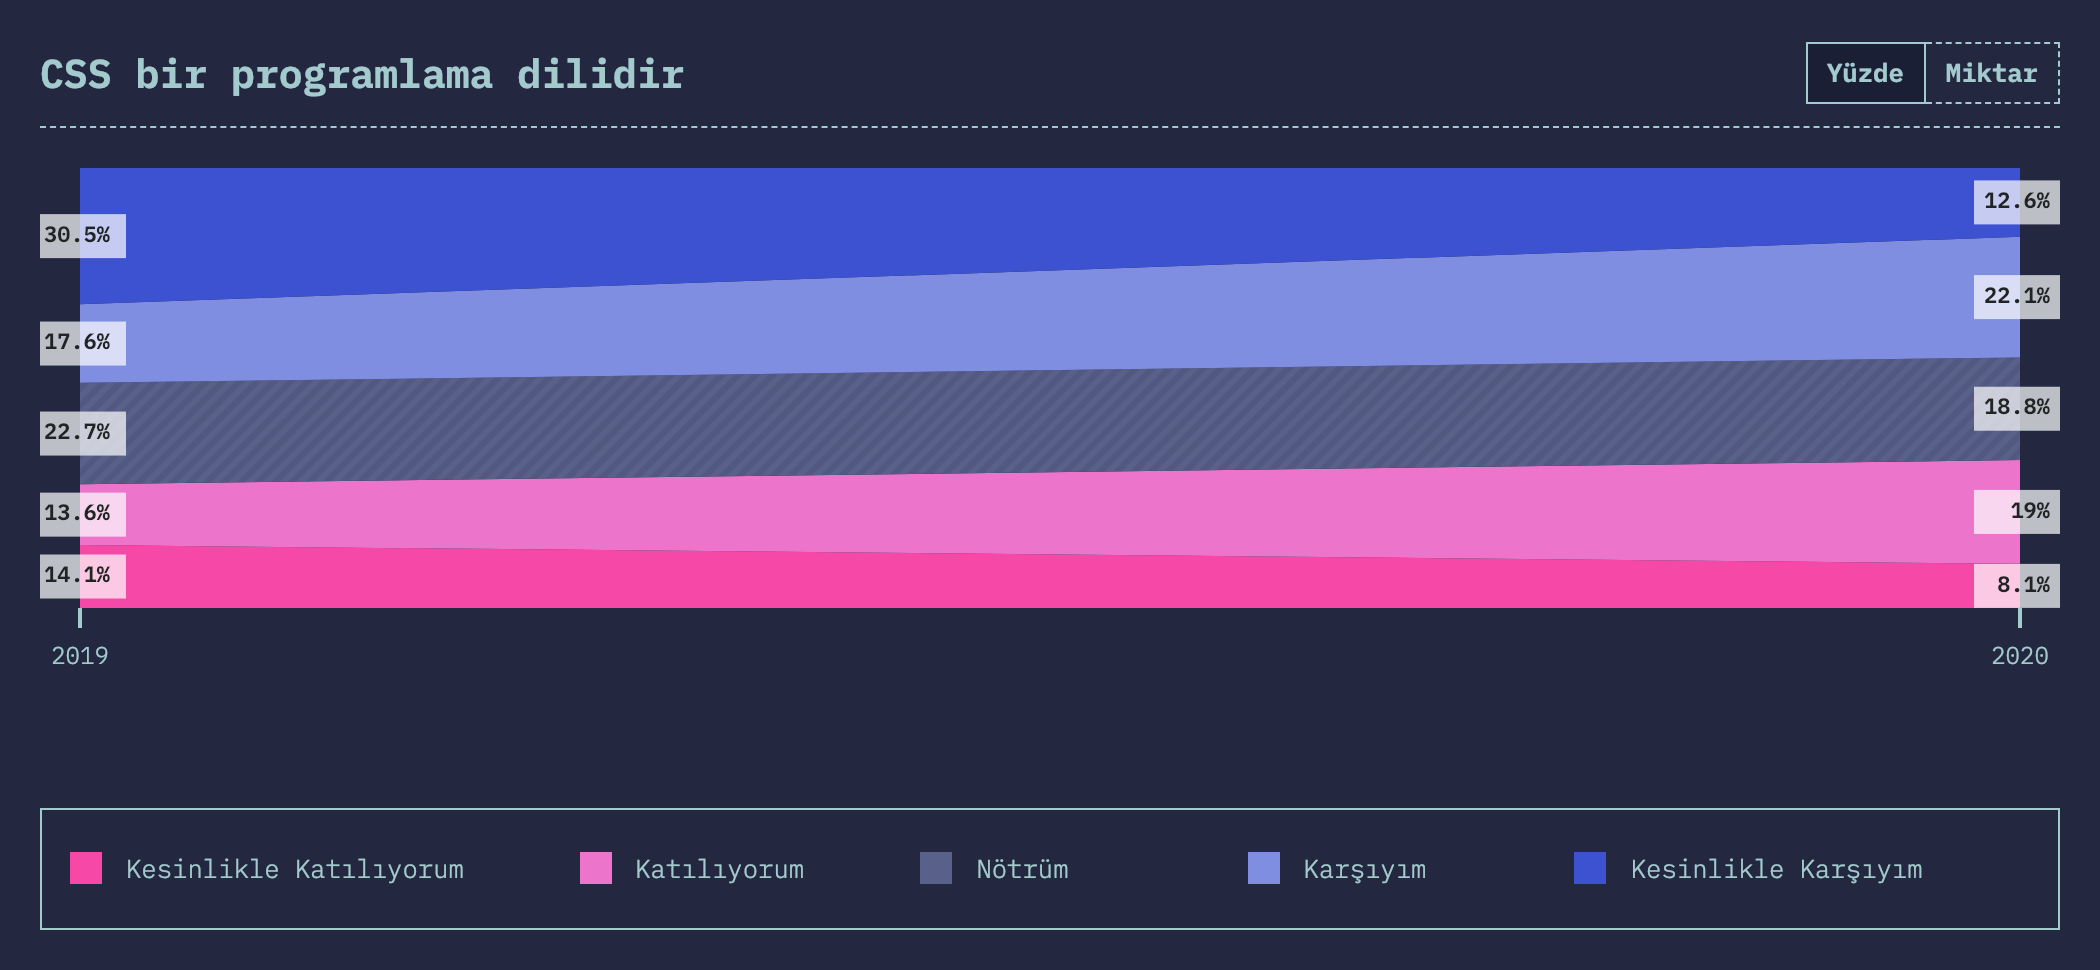 CSS bir programlama dilidir
Yüzde Miktar
30.5%
17.6%
22.7%
13.6%
14.1%
12.6%
22.1%
18.8%
19%
8.1%
2019
2020
Kesinlikle Katılıyorum
Katılıyorum
Nötrüm
Karşıyım
Kesinlikle Karşıyım